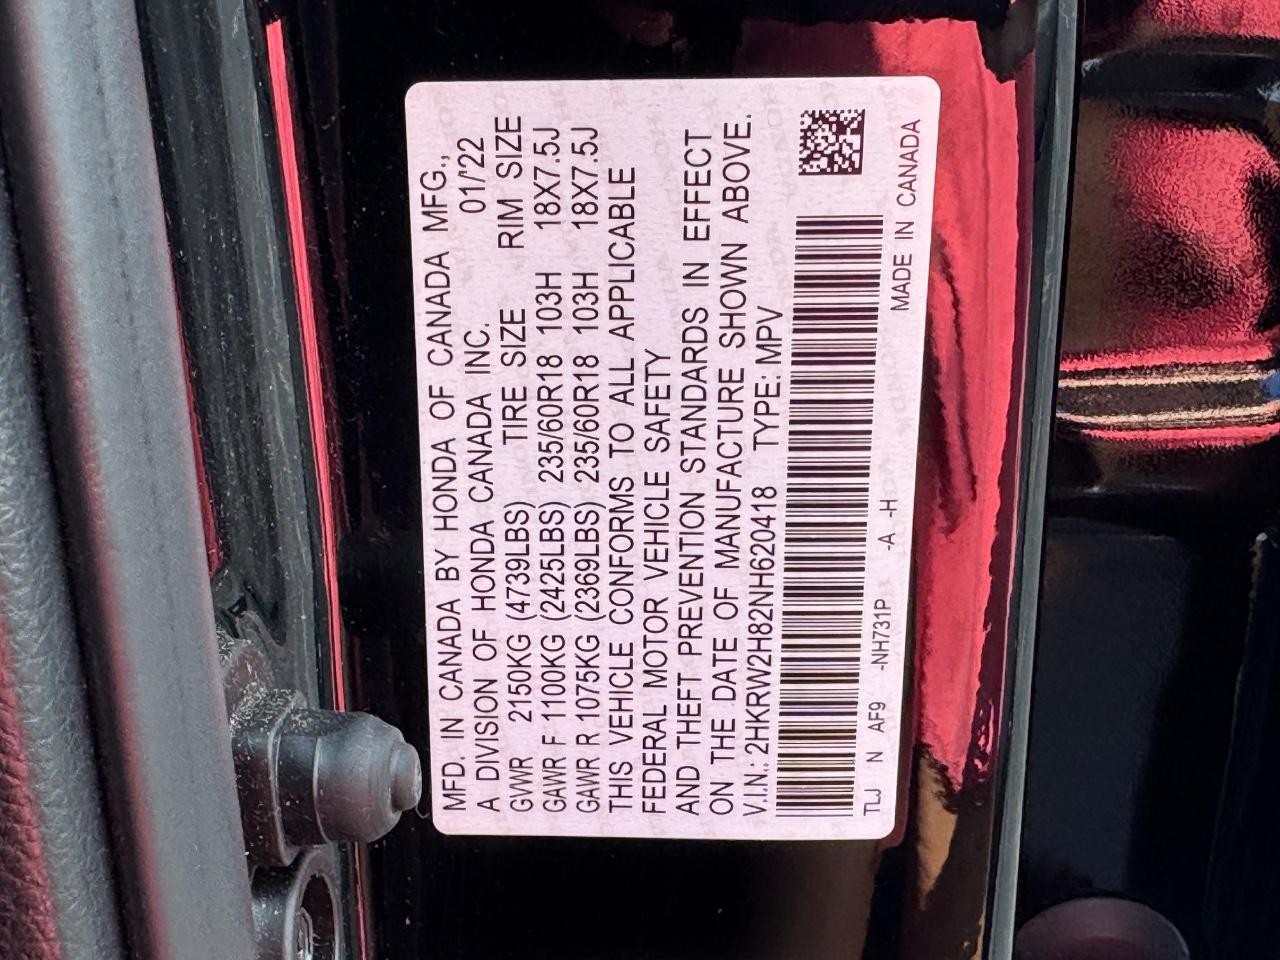 MFD. IN CANADA BY HONDA OF CANADA MFG.,
A DIVISION OF HONDA CANADA INC. 01/'22
GVWR 2150KG (4739LBS) TIRE SIZE RIM SIZE
GAWR F 1100KG (2425LBS) 235/60R18 103H 18X7.5J
GAWR R 1075KG (2369LBS) 235/60R18 103H 18X7.5J
THIS VEHICLE CONFORMS TO ALL APPLICABLE
FEDERAL MOTOR VEHICLE SAFETY
AND THEFT PREVENTION STANDARDS IN EFFECT
ON THE DATE OF MANUFACTURE SHOWN ABOVE.
V.I.N.: 2HKRW2H82NH620418 TYPE: MPV
TLJ N AF9 -NH731P -A -H
MADE IN CANADA